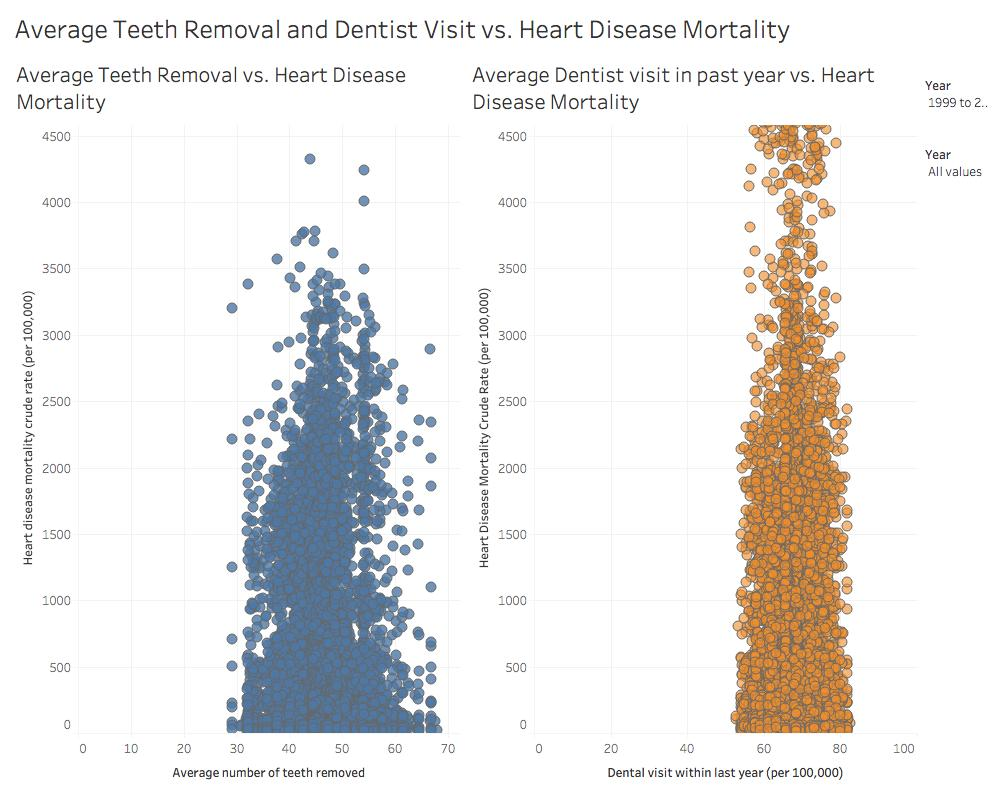 Average Teeth Removal and Dentist Visit vs. Heart Disease Mortality
Average Teeth Removal vs. Heart Disease
Mortality
Average Dentist visit in past year vs. Heart
Disease Mortality
Year
1999 to 2..
Year
All values
Heart disease mortality crude rate (per 100,000)
4500
4000
3500
3000
2500
2000
1500
1000
500
0
0 10 20 30 40 50 60 70
Average number of teeth removed
Heart Disease Mortality Crude Rate (per 100,000)
4500
4000
3500
3000
2500
2000
1500
1000
500
0
0 20 40 60 80 100
Dental visit within last year (per 100,000)